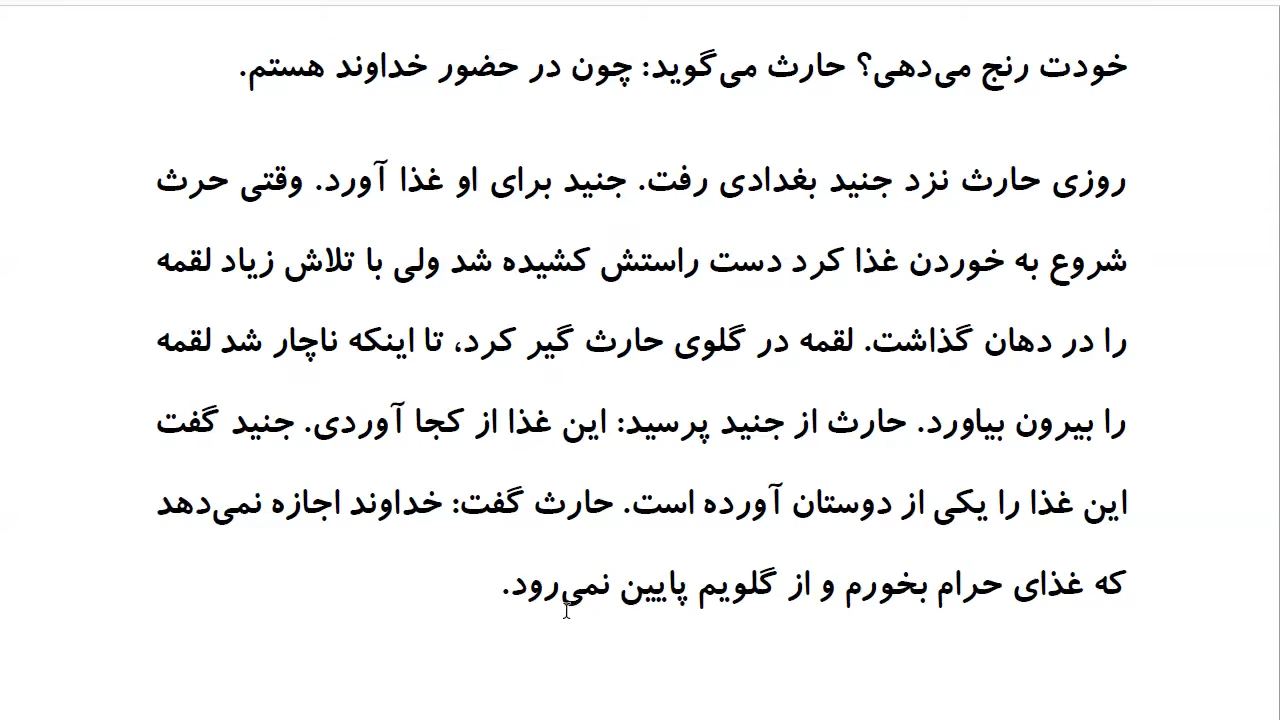 خودت رنج می‌دهی؟ حارث می‌گوید: چون در حضور خداوند هستم.
روزی حارث نزد جنید بغدادی رفت. جنید برای او غذا آورد. وقتی حرث
شروع به خوردن غذا کرد دست راستش کشیده شد ولی با تلاش زیاد لقمه
را در دهان گذاشت. لقمه در گلوی حارث گیر کرد، تا اینکه ناچار شد لقمه
را بیرون بیاورد. حارث از جنید پرسید: این غذا از کجا آوردی. جنید گفت
این غذا را یکی از دوستان آورده است. حارث گفت: خداوند اجازه نمی‌دهد
که غذای حرام بخورم و از گلویم پایین نمی‌رود.